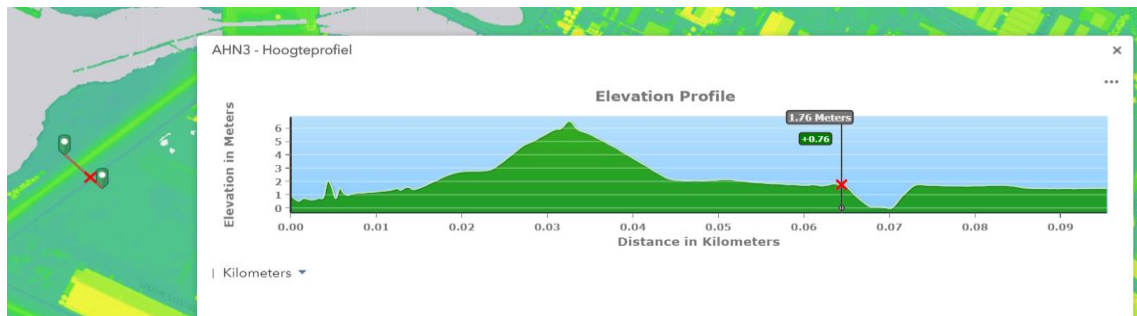 AHN3 - Hoogteprofiel
×
...
Elevation Profile
Elevation in Meters
6
5
4
3
2
1
0
1.76 Meters
+0.76
0.00 0.01 0.02 0.03 0.04 0.05 0.06 0.07 0.08 0.09
Distance in Kilometers
| Kilometers